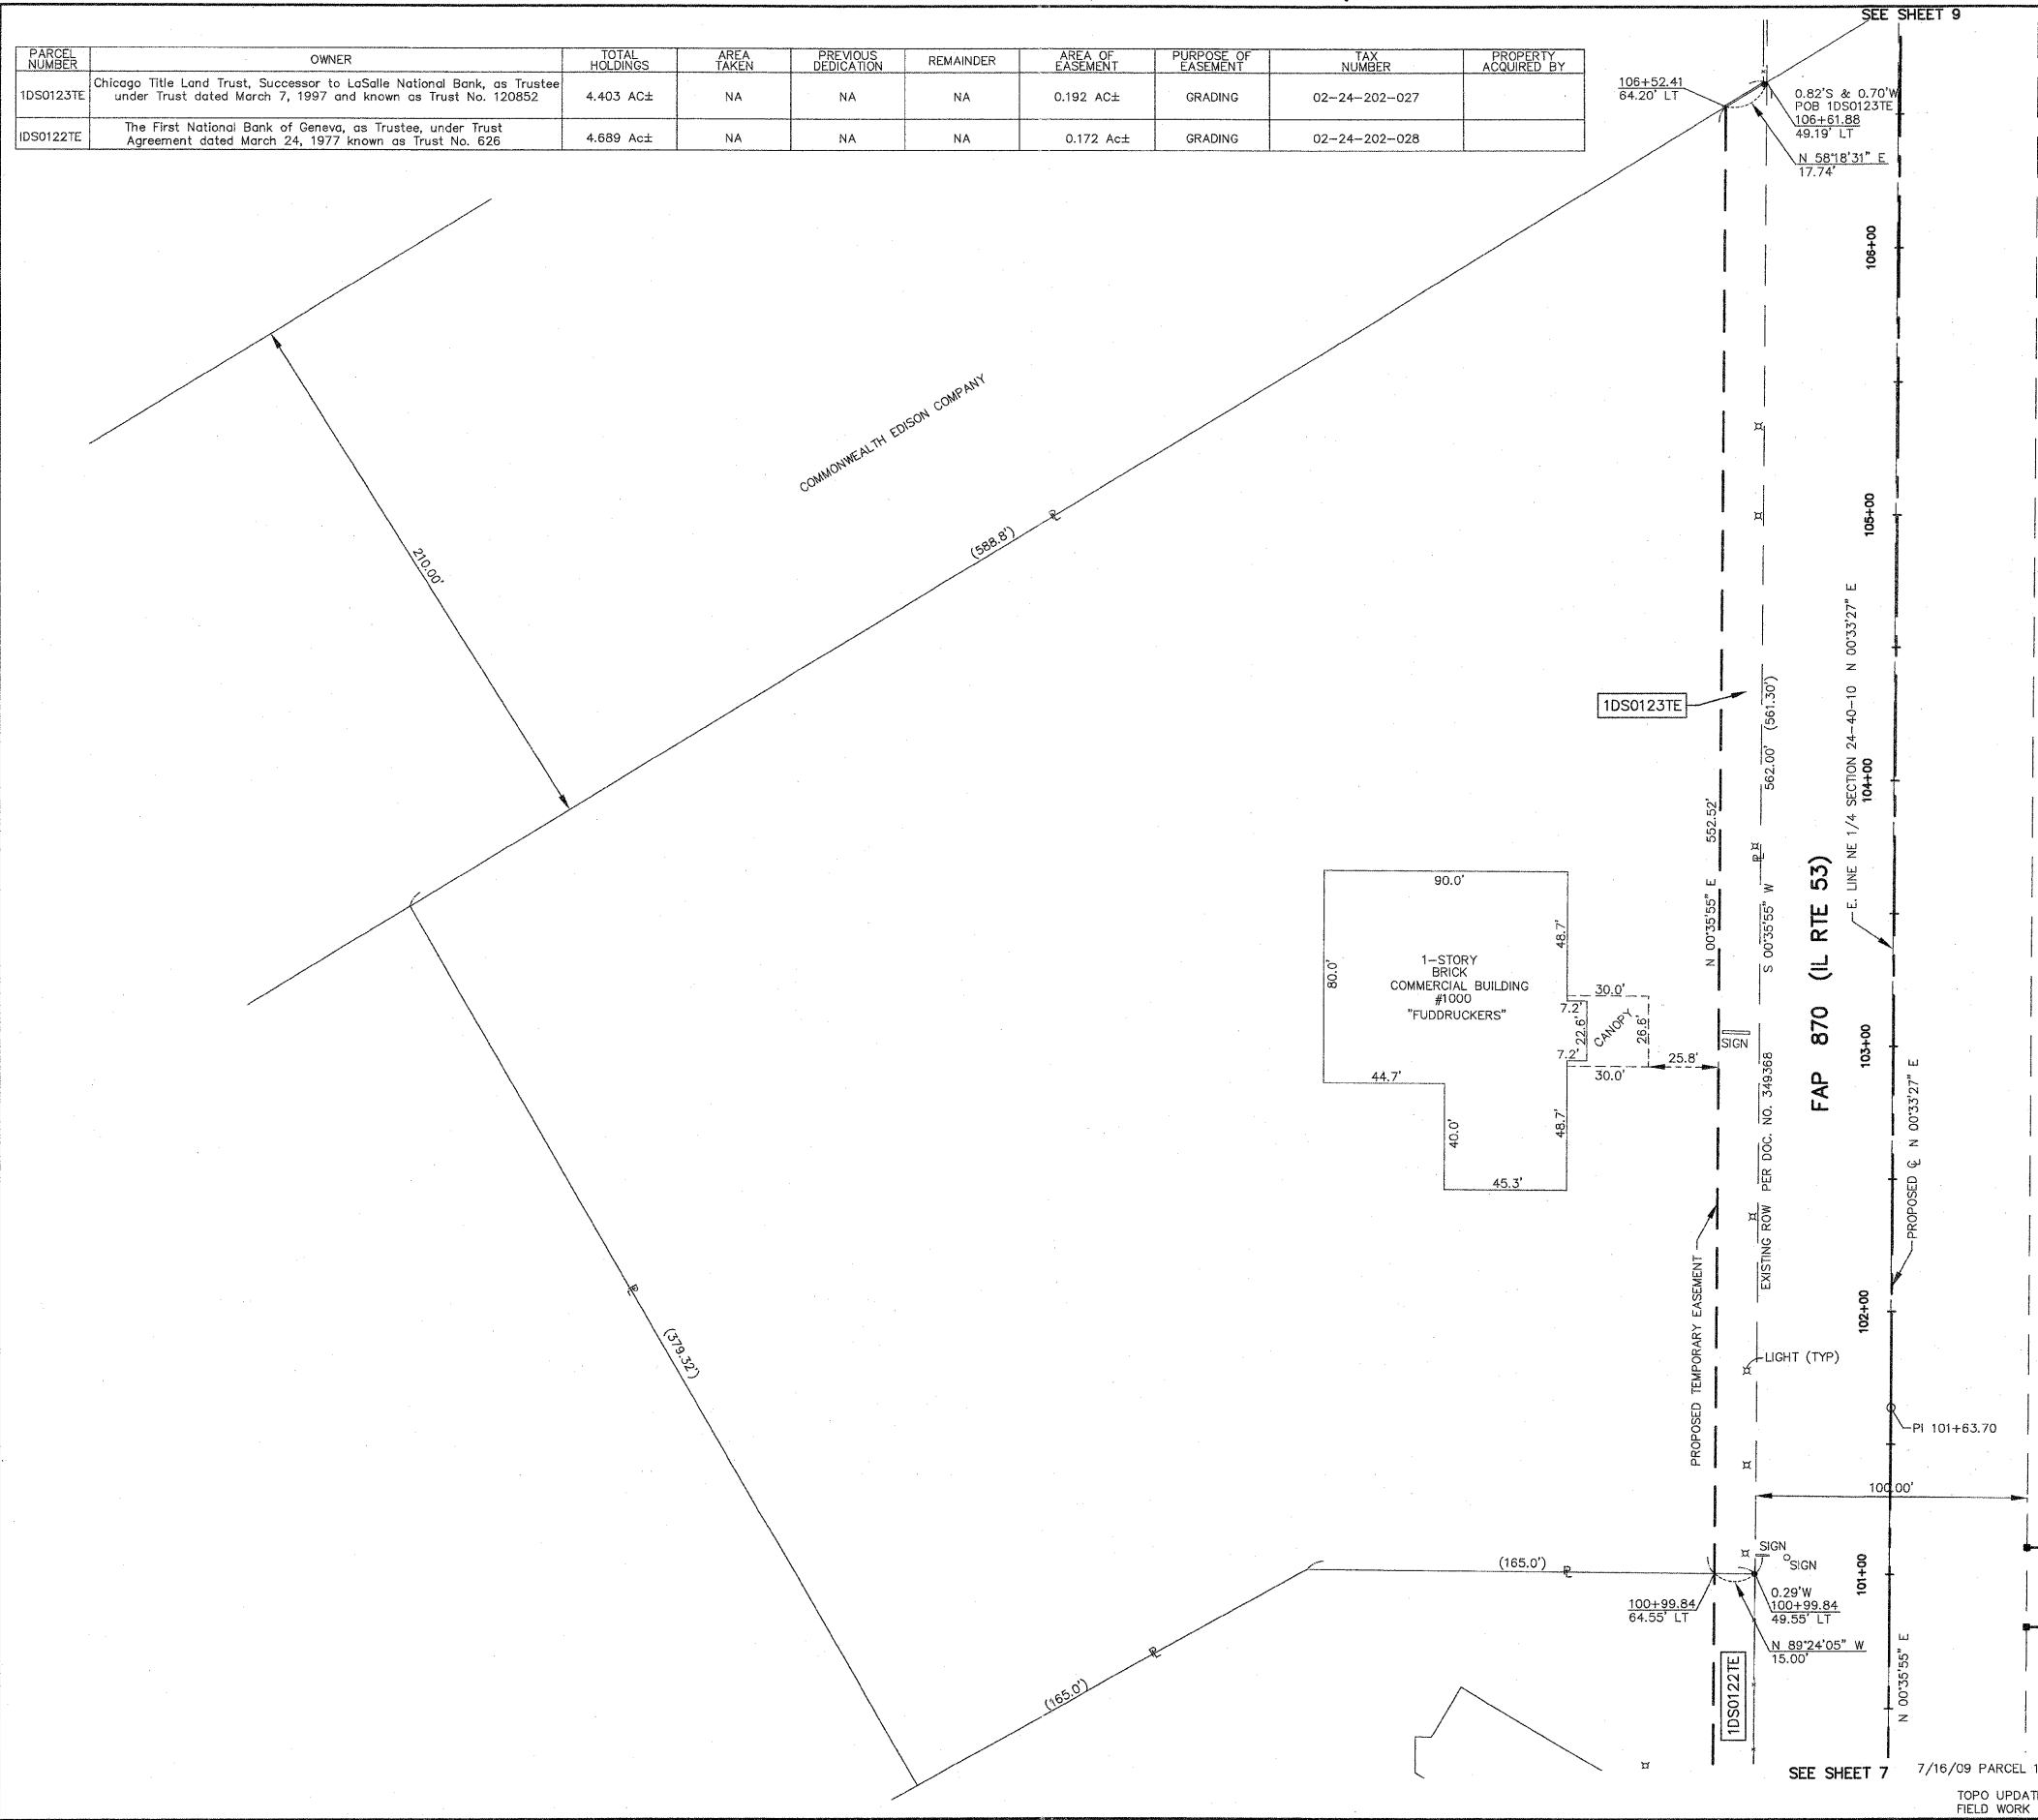 SEE SHEET 9
PARCEL NUMBER OWNER TOTAL HOLDINGS AREA TAKEN PREVIOUS DEDICATION REMAINDER AREA OF EASEMENT PURPOSE OF EASEMENT TAX NUMBER PROPERTY ACQUIRED BY
1DS0123TE Chicago Title Land Trust, Successor to LaSalle National Bank, as Trustee under Trust dated March 7, 1997 and known as Trust No. 120852 4.403 AC± NA NA NA 0.192 AC± GRADING 02-24-202-027
1DS0122TE The First National Bank of Geneva, as Trustee, under Trust Agreement dated March 24, 1977 known as Trust No. 626 4.689 Ac± NA NA NA 0.172 Ac± GRADING 02-24-202-028
106+52.41
64.20' LT
0.82'S & 0.70'W
POB 1DS0123TE
106+61.88
49.19' LT
N 58°18'31" E
17.74'
106+00
COMMONWEALTH EDISON COMPANY
210.00'
(588.8')
PL
105+00
E. LINE NE 1/4 SECTION 24-40-10 N 00°33'27" E
1DS0123TE
562.00' (561.30')
S 00°35'55" W
N 00°35'55" E 552.52'
PL
104+00
FAP 870 (IL RTE 53)
90.0'
80.0'
48.7'
1-STORY
BRICK
COMMERCIAL BUILDING
#1000
"FUDDRUCKERS"
30.0'
7.2'
22.6'
CANOPY
26.6'
7.2'
30.0'
25.8'
SIGN
44.7'
40.0'
48.7'
45.3'
103+00
EXISTING ROW PER DOC. NO. 349368
PROPOSED CL N 00°33'27" E
PROPOSED TEMPORARY EASEMENT
102+00
PL
(379.32')
LIGHT (TYP)
PI 101+63.70
100.00'
SIGN
SIGN
(165.0')
PL
101+00
100+99.84
64.55' LT
0.29'W
100+99.84
49.55' LT
N 89°24'05" W
15.00'
PL
(165.0')
1DS0122TE
N 00°35'55" E
SEE SHEET 7
7/16/09 PARCEL 1
TOPO UPDAT
FIELD WORK